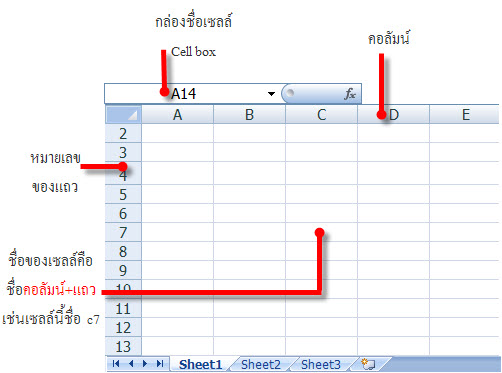 กล่องชื่อเซลล์
Cell box
คอลัมน์
A14
fx
A B C D E
2
3
หมายเลข
4
ของแถว
5
6
7
8
ชื่อของเซลล์คือ
9
ชื่อคอลัมน์+แถว
10
11
เช่นเซลล์นี้ชื่อ c7
12
13
Sheet1 Sheet2 Sheet3